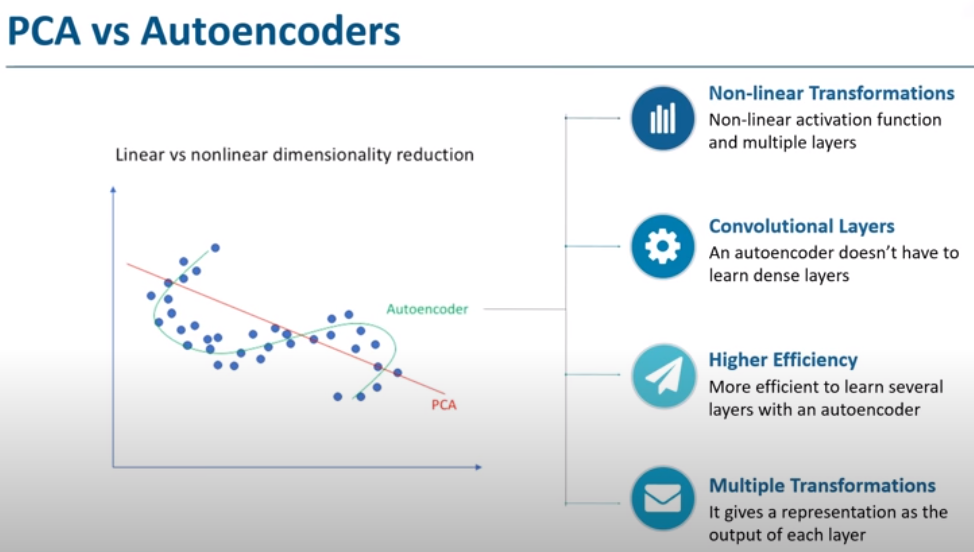 PCA vs Autoencoders
Linear vs nonlinear dimensionality reduction
Autoencoder
PCA
Non-linear Transformations
Non-linear activation function
and multiple layers
Convolutional Layers
An autoencoder doesn't have to
learn dense layers
Higher Efficiency
More efficient to learn several
layers with an autoencoder
Multiple Transformations
It gives a representation as the
output of each layer